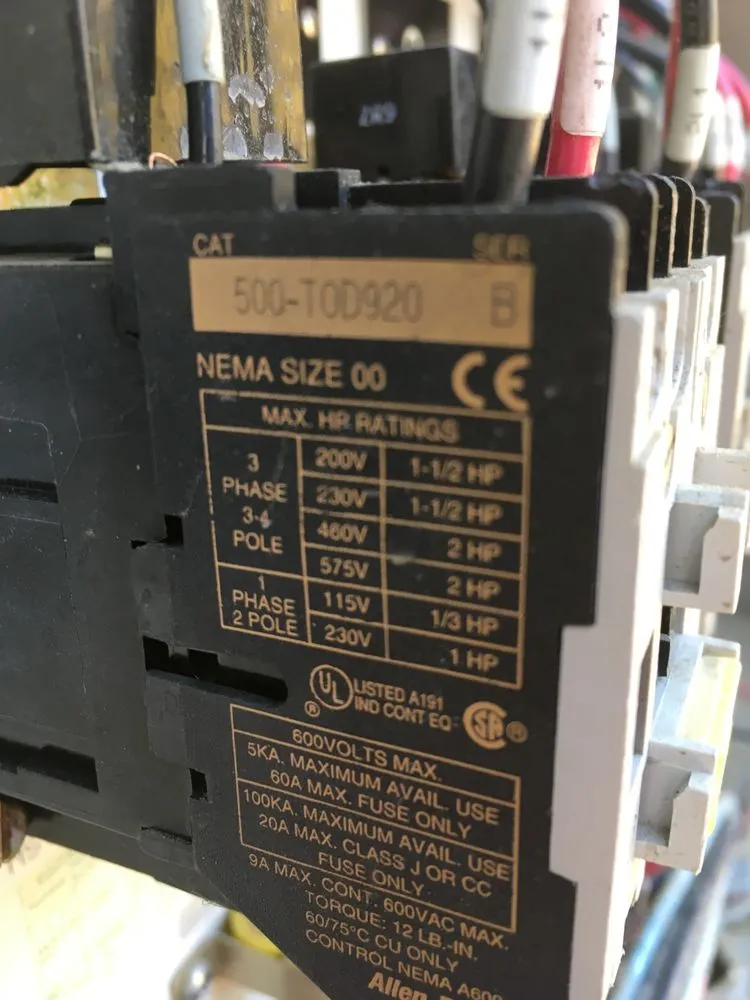 CAT SER
500-TOD920 B
NEMA SIZE 00 CE
MAX. HP RATINGS
3 PHASE 3-4 POLE
200V 1-1/2 HP
230V 1-1/2 HP
460V 2 HP
575V 2 HP
1 PHASE 2 POLE
115V 1/3 HP
230V 1 HP
UL ® LISTED A191
IND CONT EQ SA ®
600VOLTS MAX.
5KA. MAXIMUM AVAIL. USE
60A MAX. FUSE ONLY
100KA. MAXIMUM AVAIL. USE
20A MAX. CLASS J OR CC
FUSE ONLY
9A MAX. CONT. 600VAC MAX.
TORQUE: 12 LB.-IN.
60/75°C CU ONLY
CONTROL NEMA A600
Allen